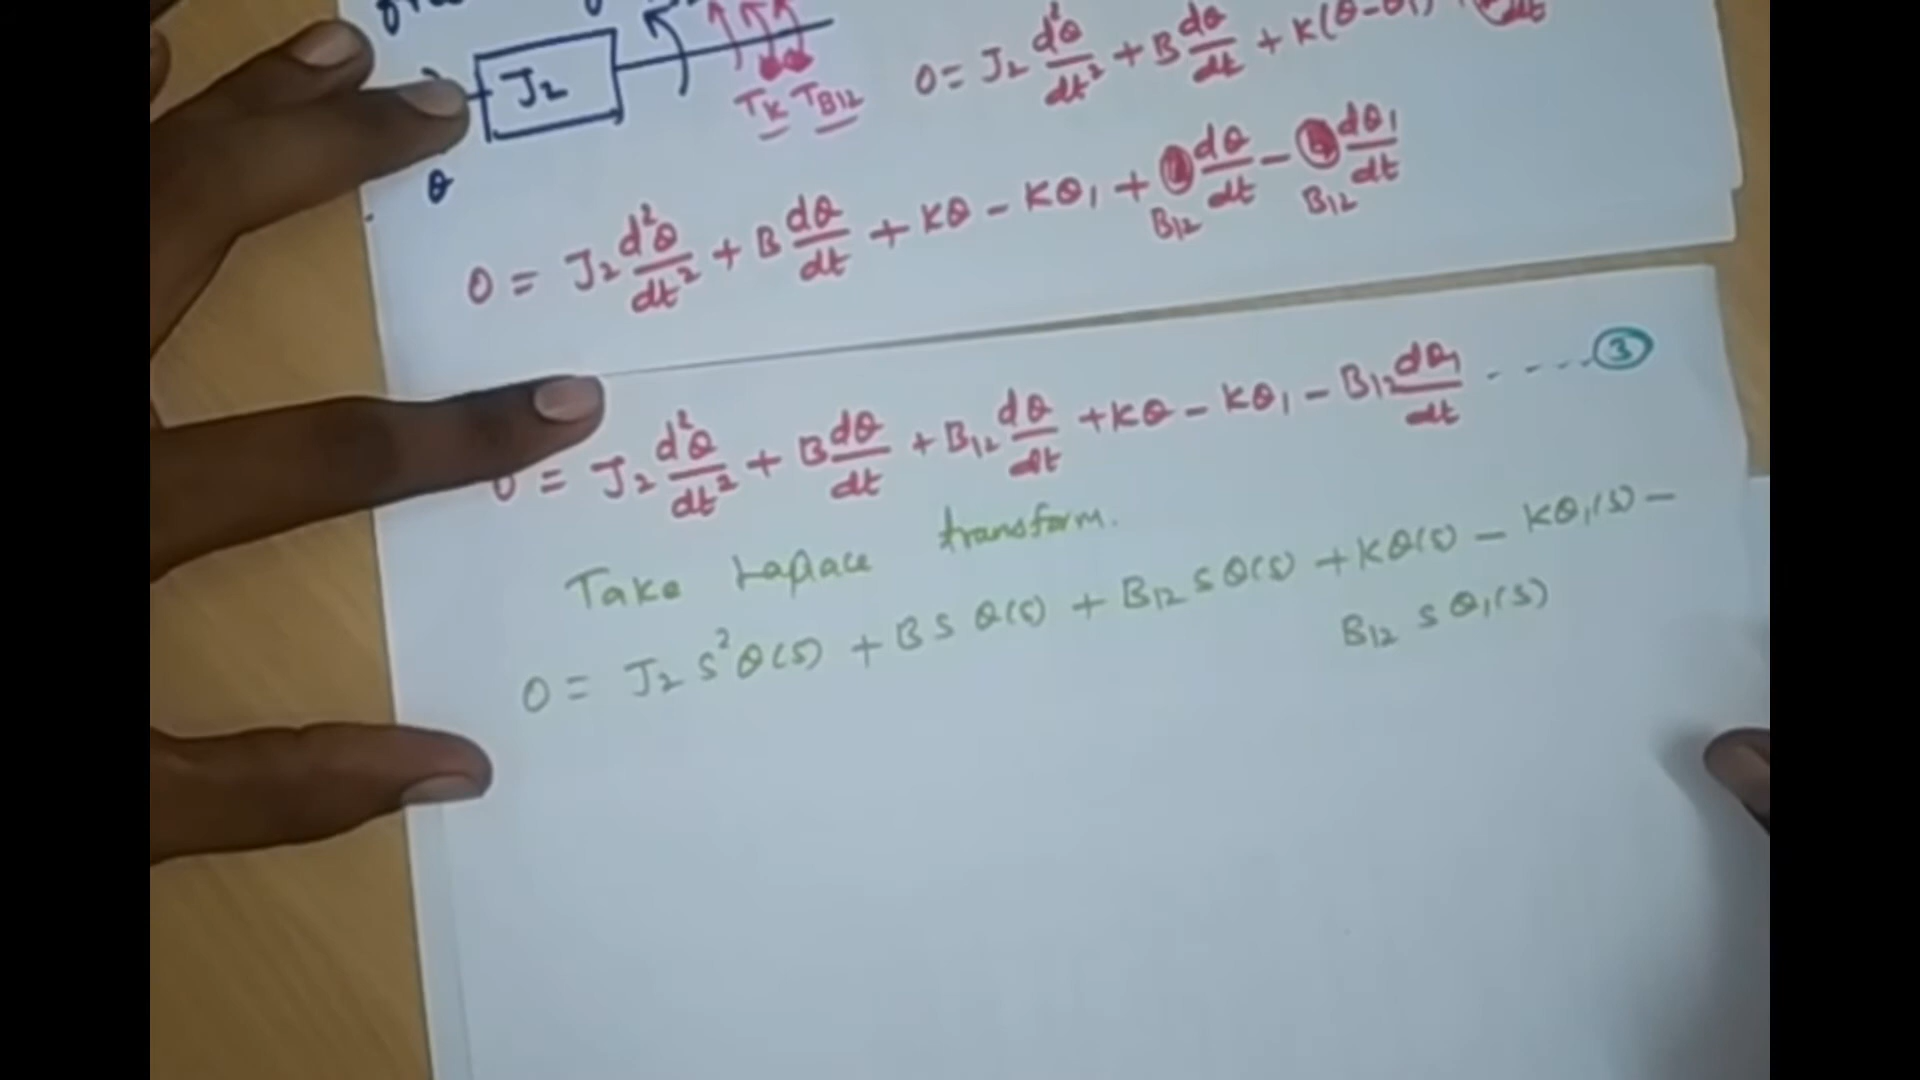 J₂
T_K T_B12
0 = J₂ d²θ/dt² + B dθ/dt + K(θ-θ₁)
θ
0 = J₂ d²θ/dt² + B dθ/dt + Kθ - Kθ₁ + B₁₂ dθ/dt - B₁₂ dθ₁/dt
0 = J₂ d²θ/dt² + B dθ/dt + B₁₂ dθ/dt + Kθ - Kθ₁ - B₁₂ dθ₁/dt - - - - . ③
Take Laplace transform.
0 = J₂ s²θ(s) + B s θ(s) + B₁₂ s θ(s) + Kθ(s) - Kθ₁(s) -
B₁₂ s θ₁(s)